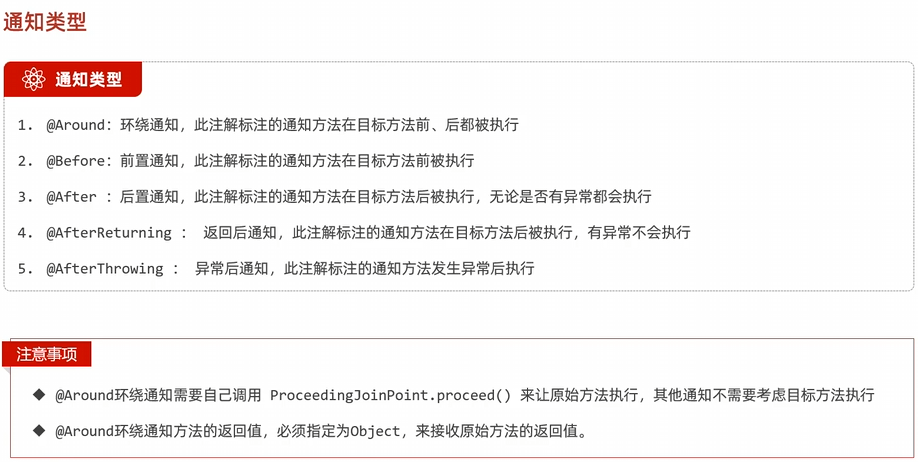 通知类型
通知类型
1. @Around：环绕通知，此注解标注的通知方法在目标方法前、后都被执行
2. @Before：前置通知，此注解标注的通知方法在目标方法前被执行
3. @After ：后置通知，此注解标注的通知方法在目标方法后被执行，无论是否有异常都会执行
4. @AfterReturning ： 返回后通知，此注解标注的通知方法在目标方法后被执行，有异常不会执行
5. @AfterThrowing ： 异常后通知，此注解标注的通知方法发生异常后执行
注意事项
◆ @Around环绕通知需要自己调用 ProceedingJoinPoint.proceed() 来让原始方法执行，其他通知不需要考虑目标方法执行
◆ @Around环绕通知方法的返回值，必须指定为Object，来接收原始方法的返回值。